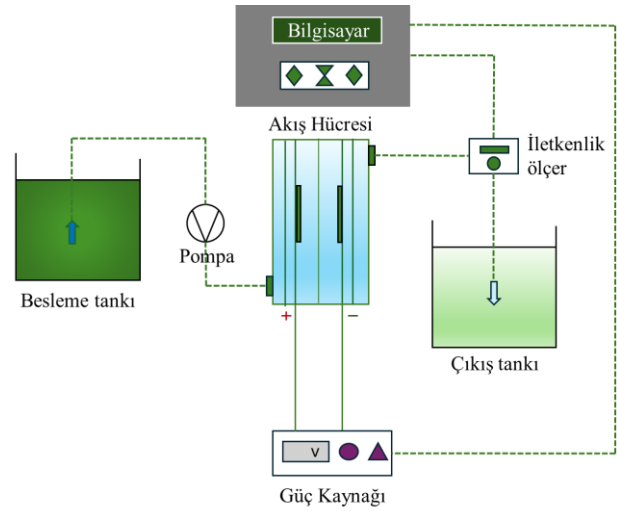 Bilgisayar
Akış Hücresi
İletkenlik
ölçer
Pompa
Besleme tankı
+ −
Çıkış tankı
V
Güç Kaynağı